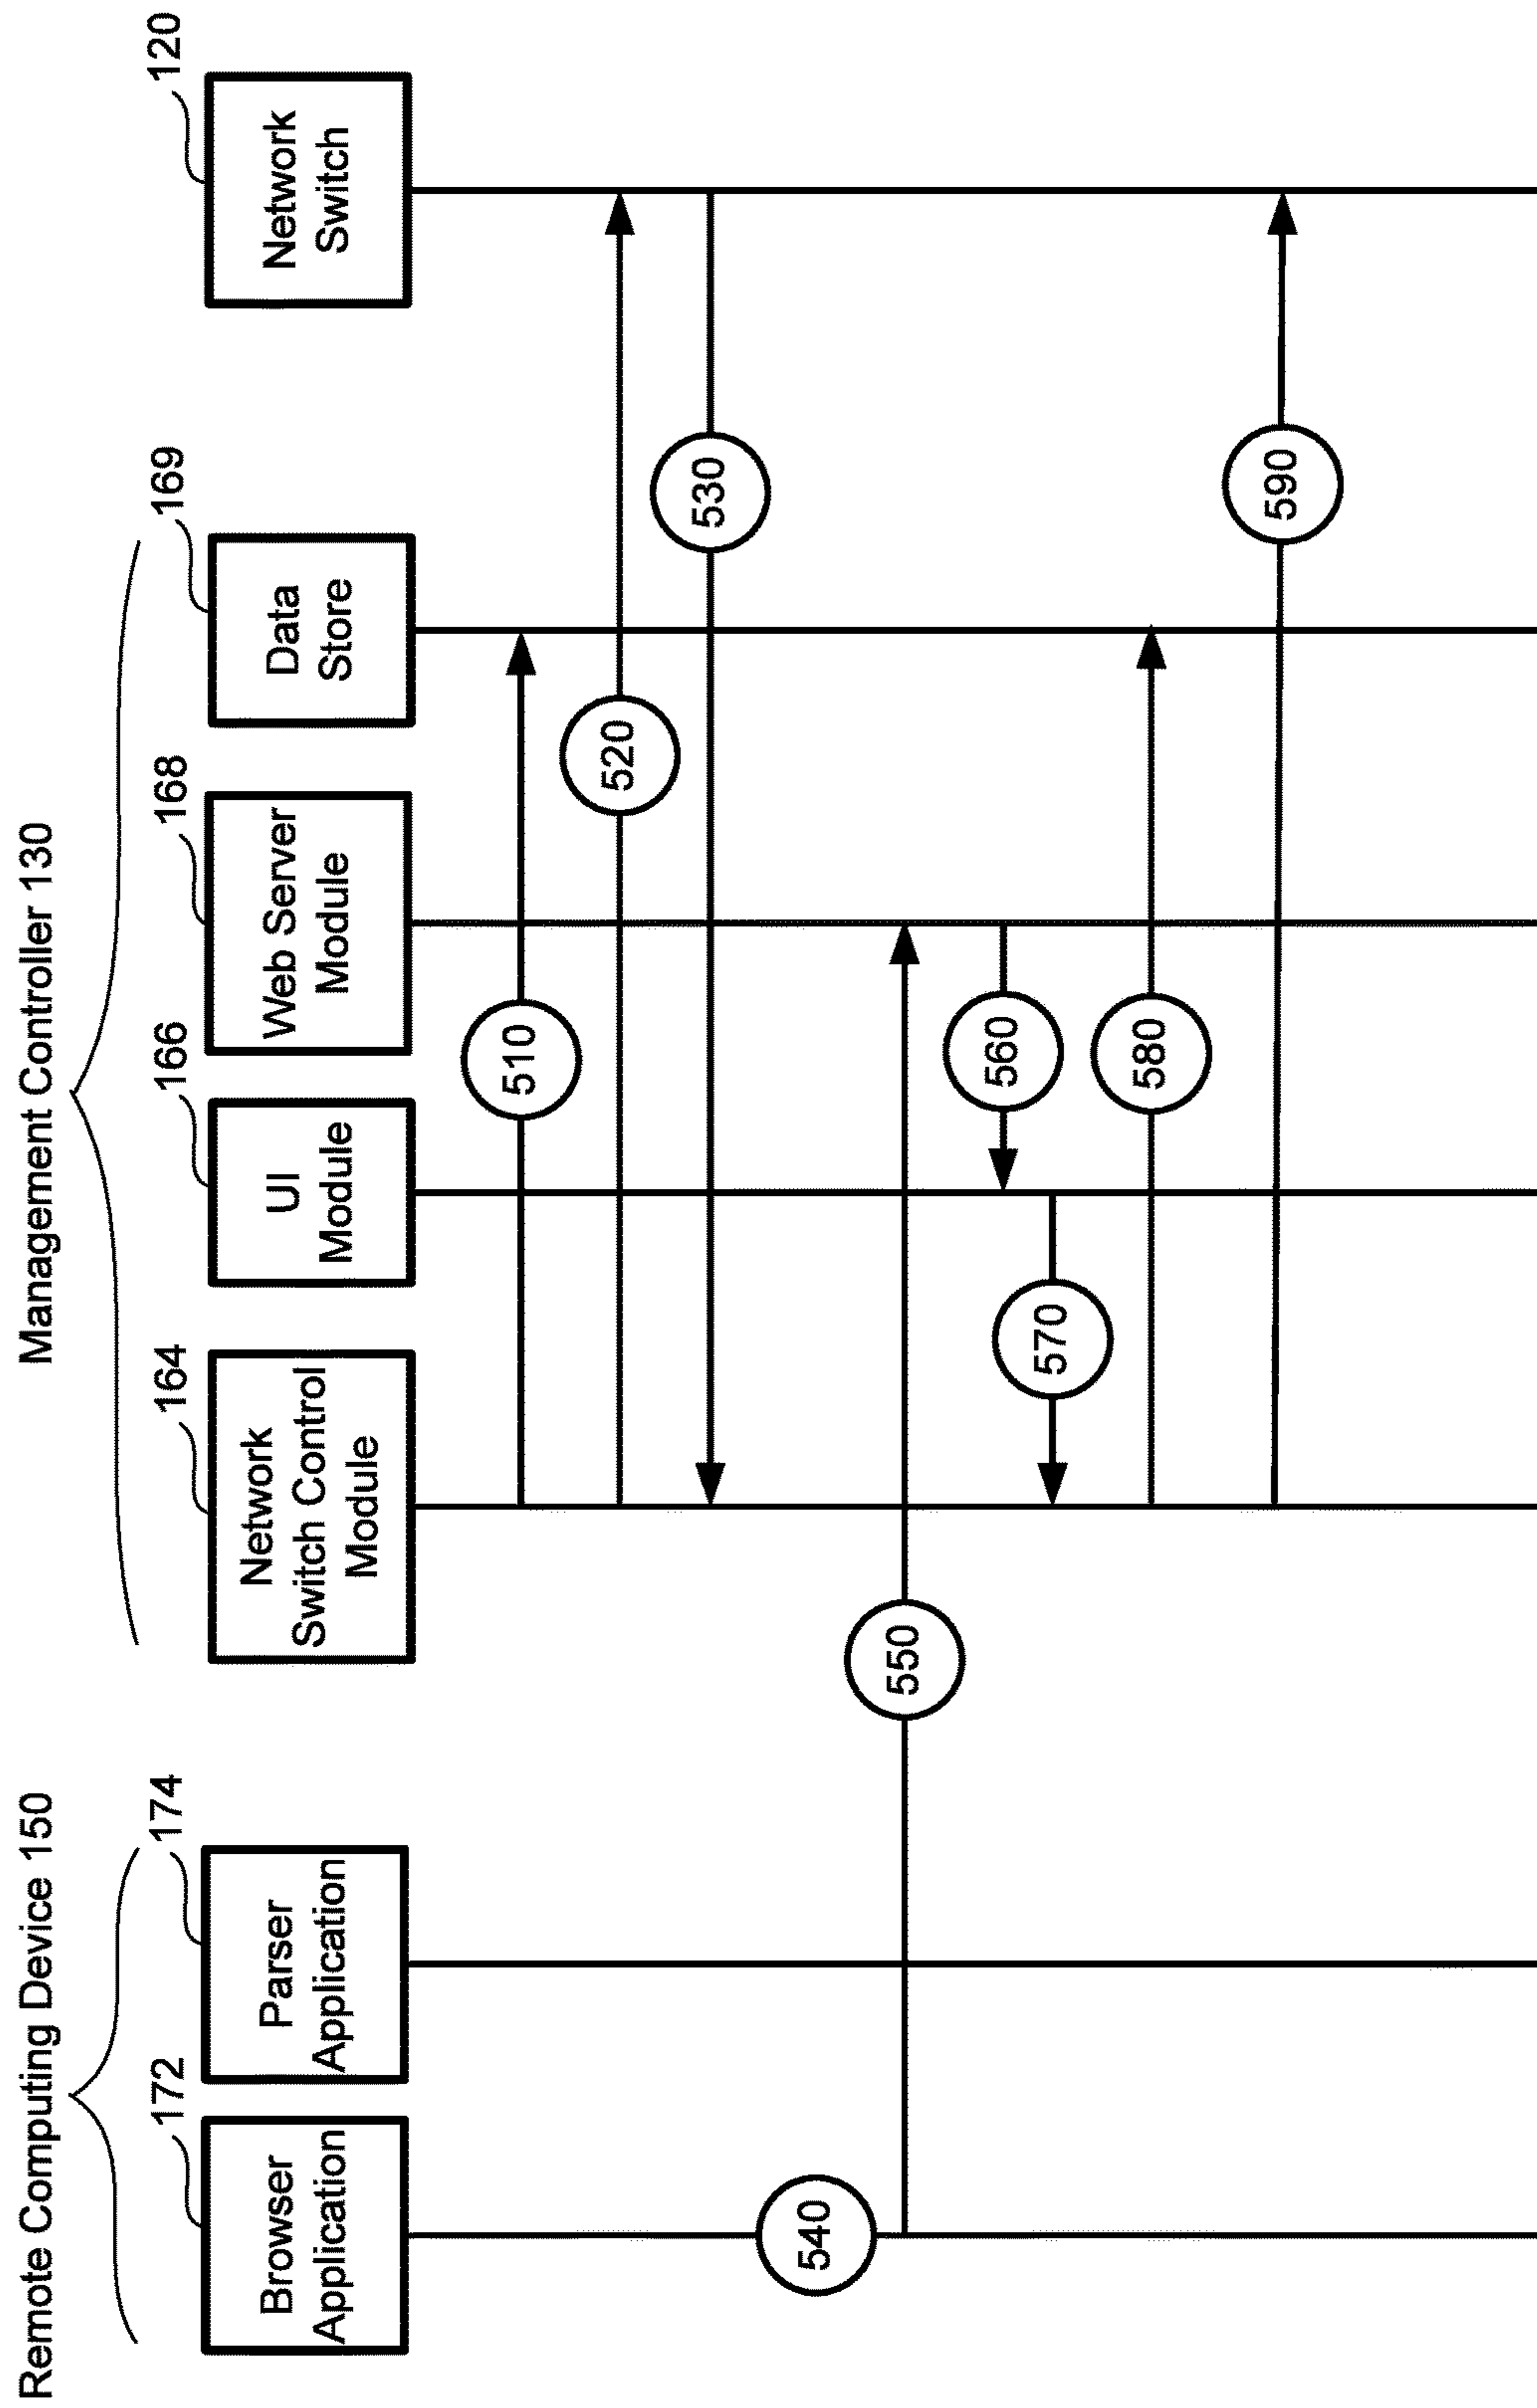 Remote Computing Device 150
Management Controller 130
172
174
164
166
168
169
120
Browser
Application
Parser
Application
Network
Switch Control
Module
UI
Module
Web Server
Module
Data
Store
Network
Switch
510
520
530
540
550
560
570
580
590